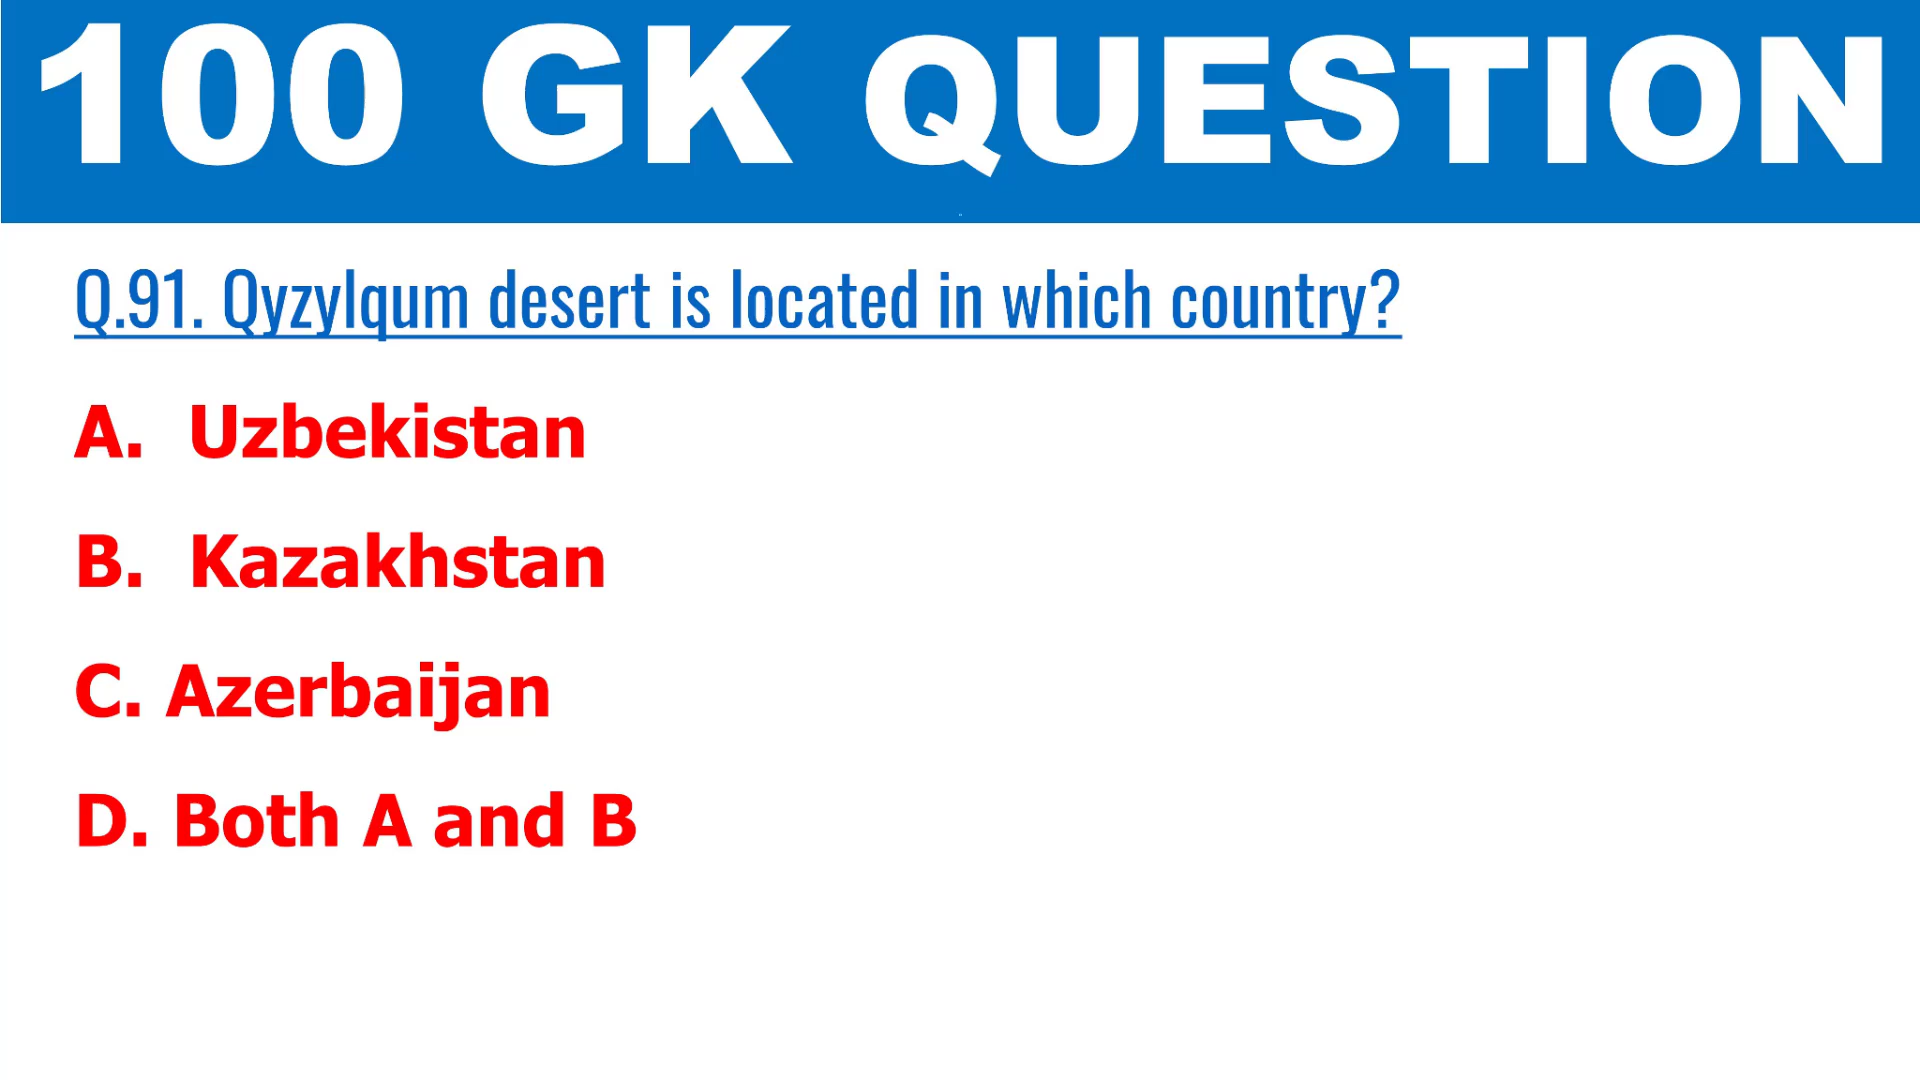 100 GK QUESTION
Q.91. Qyzylqum desert is located in which country?
A. Uzbekistan
B. Kazakhstan
C. Azerbaijan
D. Both A and B